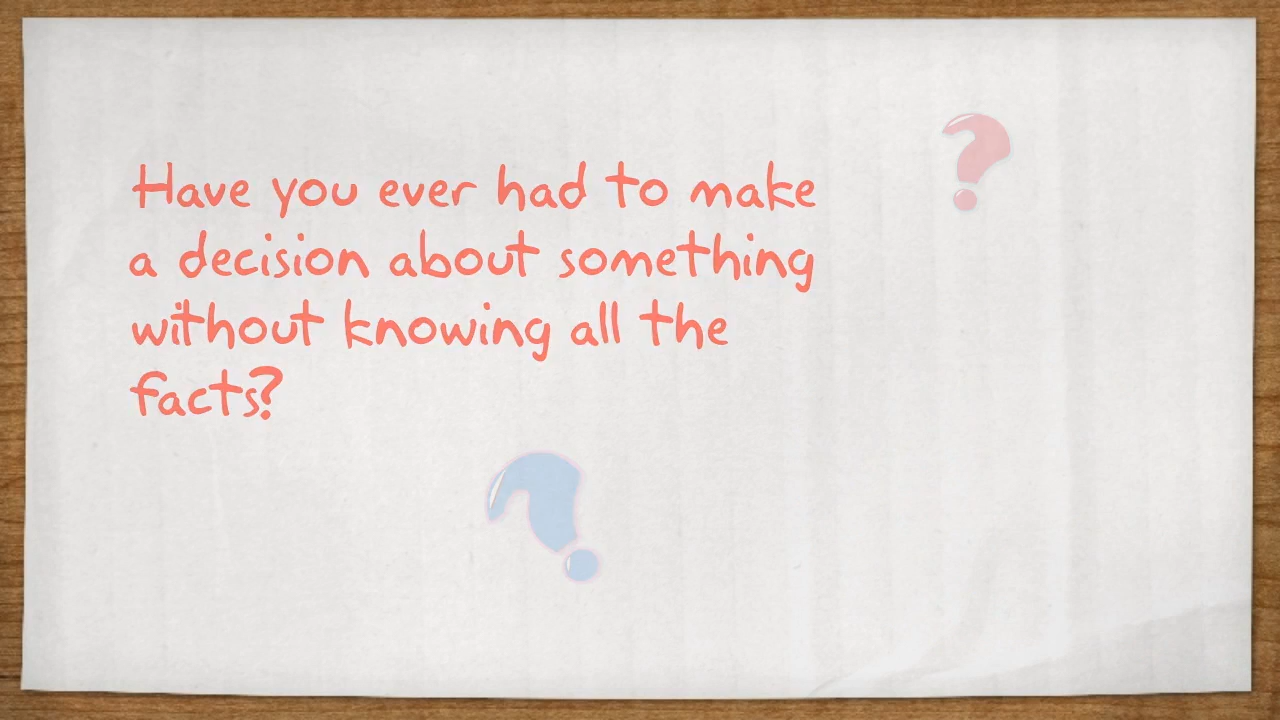 Have you ever had to make
a decision about something
without knowing all the
facts?
?
?